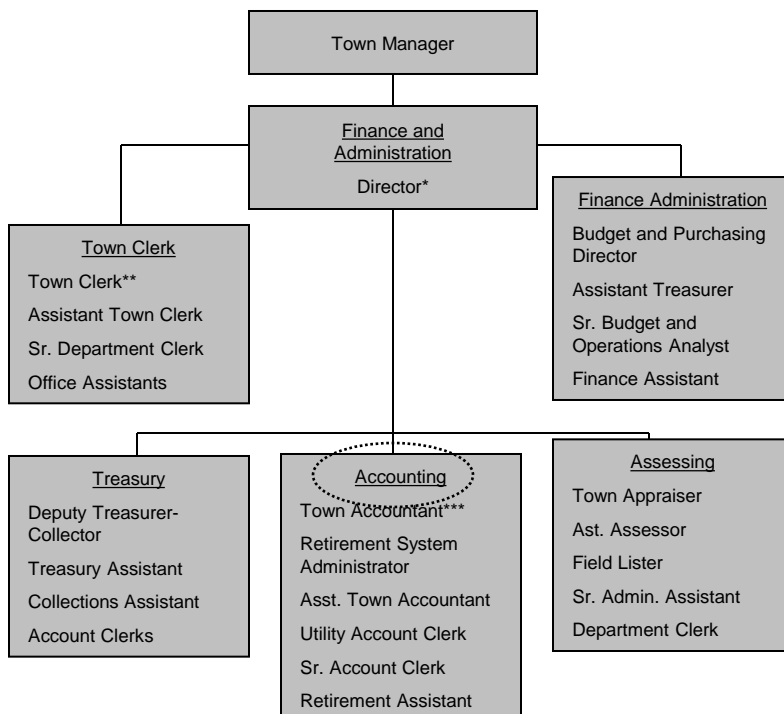 Town Manager
Finance and
Administration
Director*
Town Clerk
Town Clerk**
Assistant Town Clerk
Sr. Department Clerk
Office Assistants
Finance Administration
Budget and Purchasing
Director
Assistant Treasurer
Sr. Budget and
Operations Analyst
Finance Assistant
Treasury
Deputy Treasurer-
Collector
Treasury Assistant
Collections Assistant
Account Clerks
Accounting
Town Accountant***
Retirement System
Administrator
Asst. Town Accountant
Utility Account Clerk
Sr. Account Clerk
Retirement Assistant
Assessing
Town Appraiser
Ast. Assessor
Field Lister
Sr. Admin. Assistant
Department Clerk